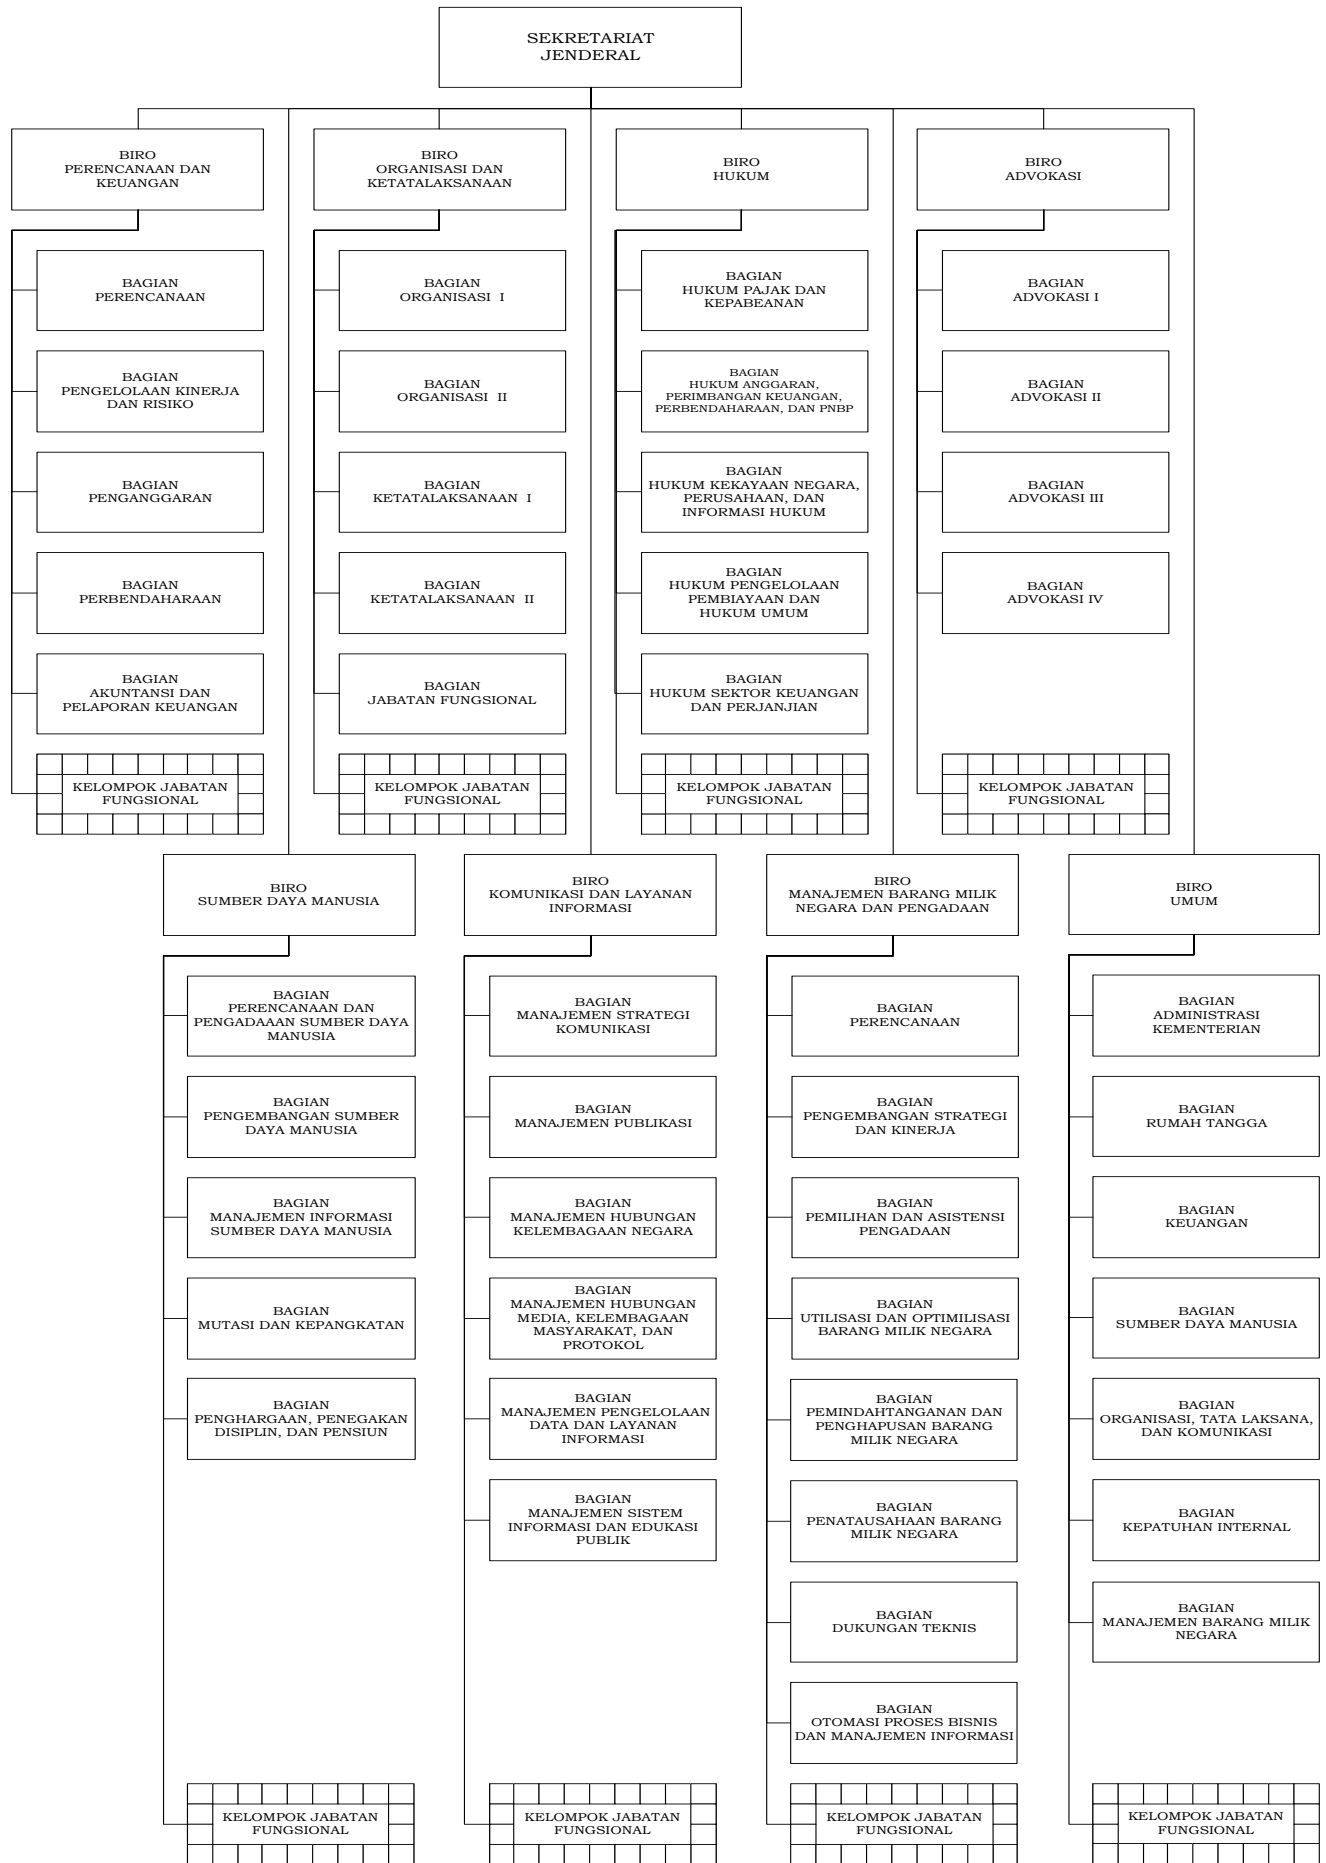 SEKRETARIAT
JENDERAL
BIRO
PERENCANAAN DAN
KEUANGAN
BIRO
ORGANISASI DAN
KETATALAKSANAAN
BIRO
HUKUM
BIRO
ADVOKASI
BAGIAN
PERENCANAAN
BAGIAN
PENGELOLAAN KINERJA
DAN RISIKO
BAGIAN
PENGANGGARAN
BAGIAN
PERBENDAHARAAN
BAGIAN
AKUNTANSI DAN
PELAPORAN KEUANGAN
KELOMPOK JABATAN
FUNGSIONAL
BAGIAN
ORGANISASI I
BAGIAN
ORGANISASI II
BAGIAN
KETATALAKSANAAN I
BAGIAN
KETATALAKSANAAN II
BAGIAN
JABATAN FUNGSIONAL
KELOMPOK JABATAN
FUNGSIONAL
BAGIAN
HUKUM PAJAK DAN
KEPABEANAN
BAGIAN
HUKUM ANGGARAN,
PERIMBANGAN KEUANGAN,
PERBENDAHARAAN, DAN PNBP
BAGIAN
HUKUM KEKAYAAN NEGARA,
PERUSAHAAN, DAN
INFORMASI HUKUM
BAGIAN
HUKUM PENGELOLAAN
PEMBIAYAAN DAN
HUKUM UMUM
BAGIAN
HUKUM SEKTOR KEUANGAN
DAN PERJANJIAN
KELOMPOK JABATAN
FUNGSIONAL
BAGIAN
ADVOKASI I
BAGIAN
ADVOKASI II
BAGIAN
ADVOKASI III
BAGIAN
ADVOKASI IV
KELOMPOK JABATAN
FUNGSIONAL
BIRO
SUMBER DAYA MANUSIA
BIRO
KOMUNIKASI DAN LAYANAN
INFORMASI
BIRO
MANAJEMEN BARANG MILIK
NEGARA DAN PENGADAAN
BIRO
UMUM
BAGIAN
PERENCANAAN DAN
PENGADAAAN SUMBER DAYA
MANUSIA
BAGIAN
PENGEMBANGAN SUMBER
DAYA MANUSIA
BAGIAN
MANAJEMEN INFORMASI
SUMBER DAYA MANUSIA
BAGIAN
MUTASI DAN KEPANGKATAN
BAGIAN
PENGHARGAAN, PENEGAKAN
DISIPLIN, DAN PENSIUN
KELOMPOK JABATAN
FUNGSIONAL
BAGIAN
MANAJEMEN STRATEGI
KOMUNIKASI
BAGIAN
MANAJEMEN PUBLIKASI
BAGIAN
MANAJEMEN HUBUNGAN
KELEMBAGAAN NEGARA
BAGIAN
MANAJEMEN HUBUNGAN
MEDIA, KELEMBAGAAN
MASYARAKAT, DAN
PROTOKOL
BAGIAN
MANAJEMEN PENGELOLAAN
DATA DAN LAYANAN
INFORMASI
BAGIAN
MANAJEMEN SISTEM
INFORMASI DAN EDUKASI
PUBLIK
KELOMPOK JABATAN
FUNGSIONAL
BAGIAN
PERENCANAAN
BAGIAN
PENGEMBANGAN STRATEGI
DAN KINERJA
BAGIAN
PEMILIHAN DAN ASISTENSI
PENGADAAN
BAGIAN
UTILISASI DAN OPTIMILISASI
BARANG MILIK NEGARA
BAGIAN
PEMINDAHTANGANAN DAN
PENGHAPUSAN BARANG
MILIK NEGARA
BAGIAN
PENATAUSAHAAN BARANG
MILIK NEGARA
BAGIAN
DUKUNGAN TEKNIS
BAGIAN
OTOMASI PROSES BISNIS
DAN MANAJEMEN INFORMASI
KELOMPOK JABATAN
FUNGSIONAL
BAGIAN
ADMINISTRASI
KEMENTERIAN
BAGIAN
RUMAH TANGGA
BAGIAN
KEUANGAN
BAGIAN
SUMBER DAYA MANUSIA
BAGIAN
ORGANISASI, TATA LAKSANA,
DAN KOMUNIKASI
BAGIAN
KEPATUHAN INTERNAL
BAGIAN
MANAJEMEN BARANG MILIK
NEGARA
KELOMPOK JABATAN
FUNGSIONAL